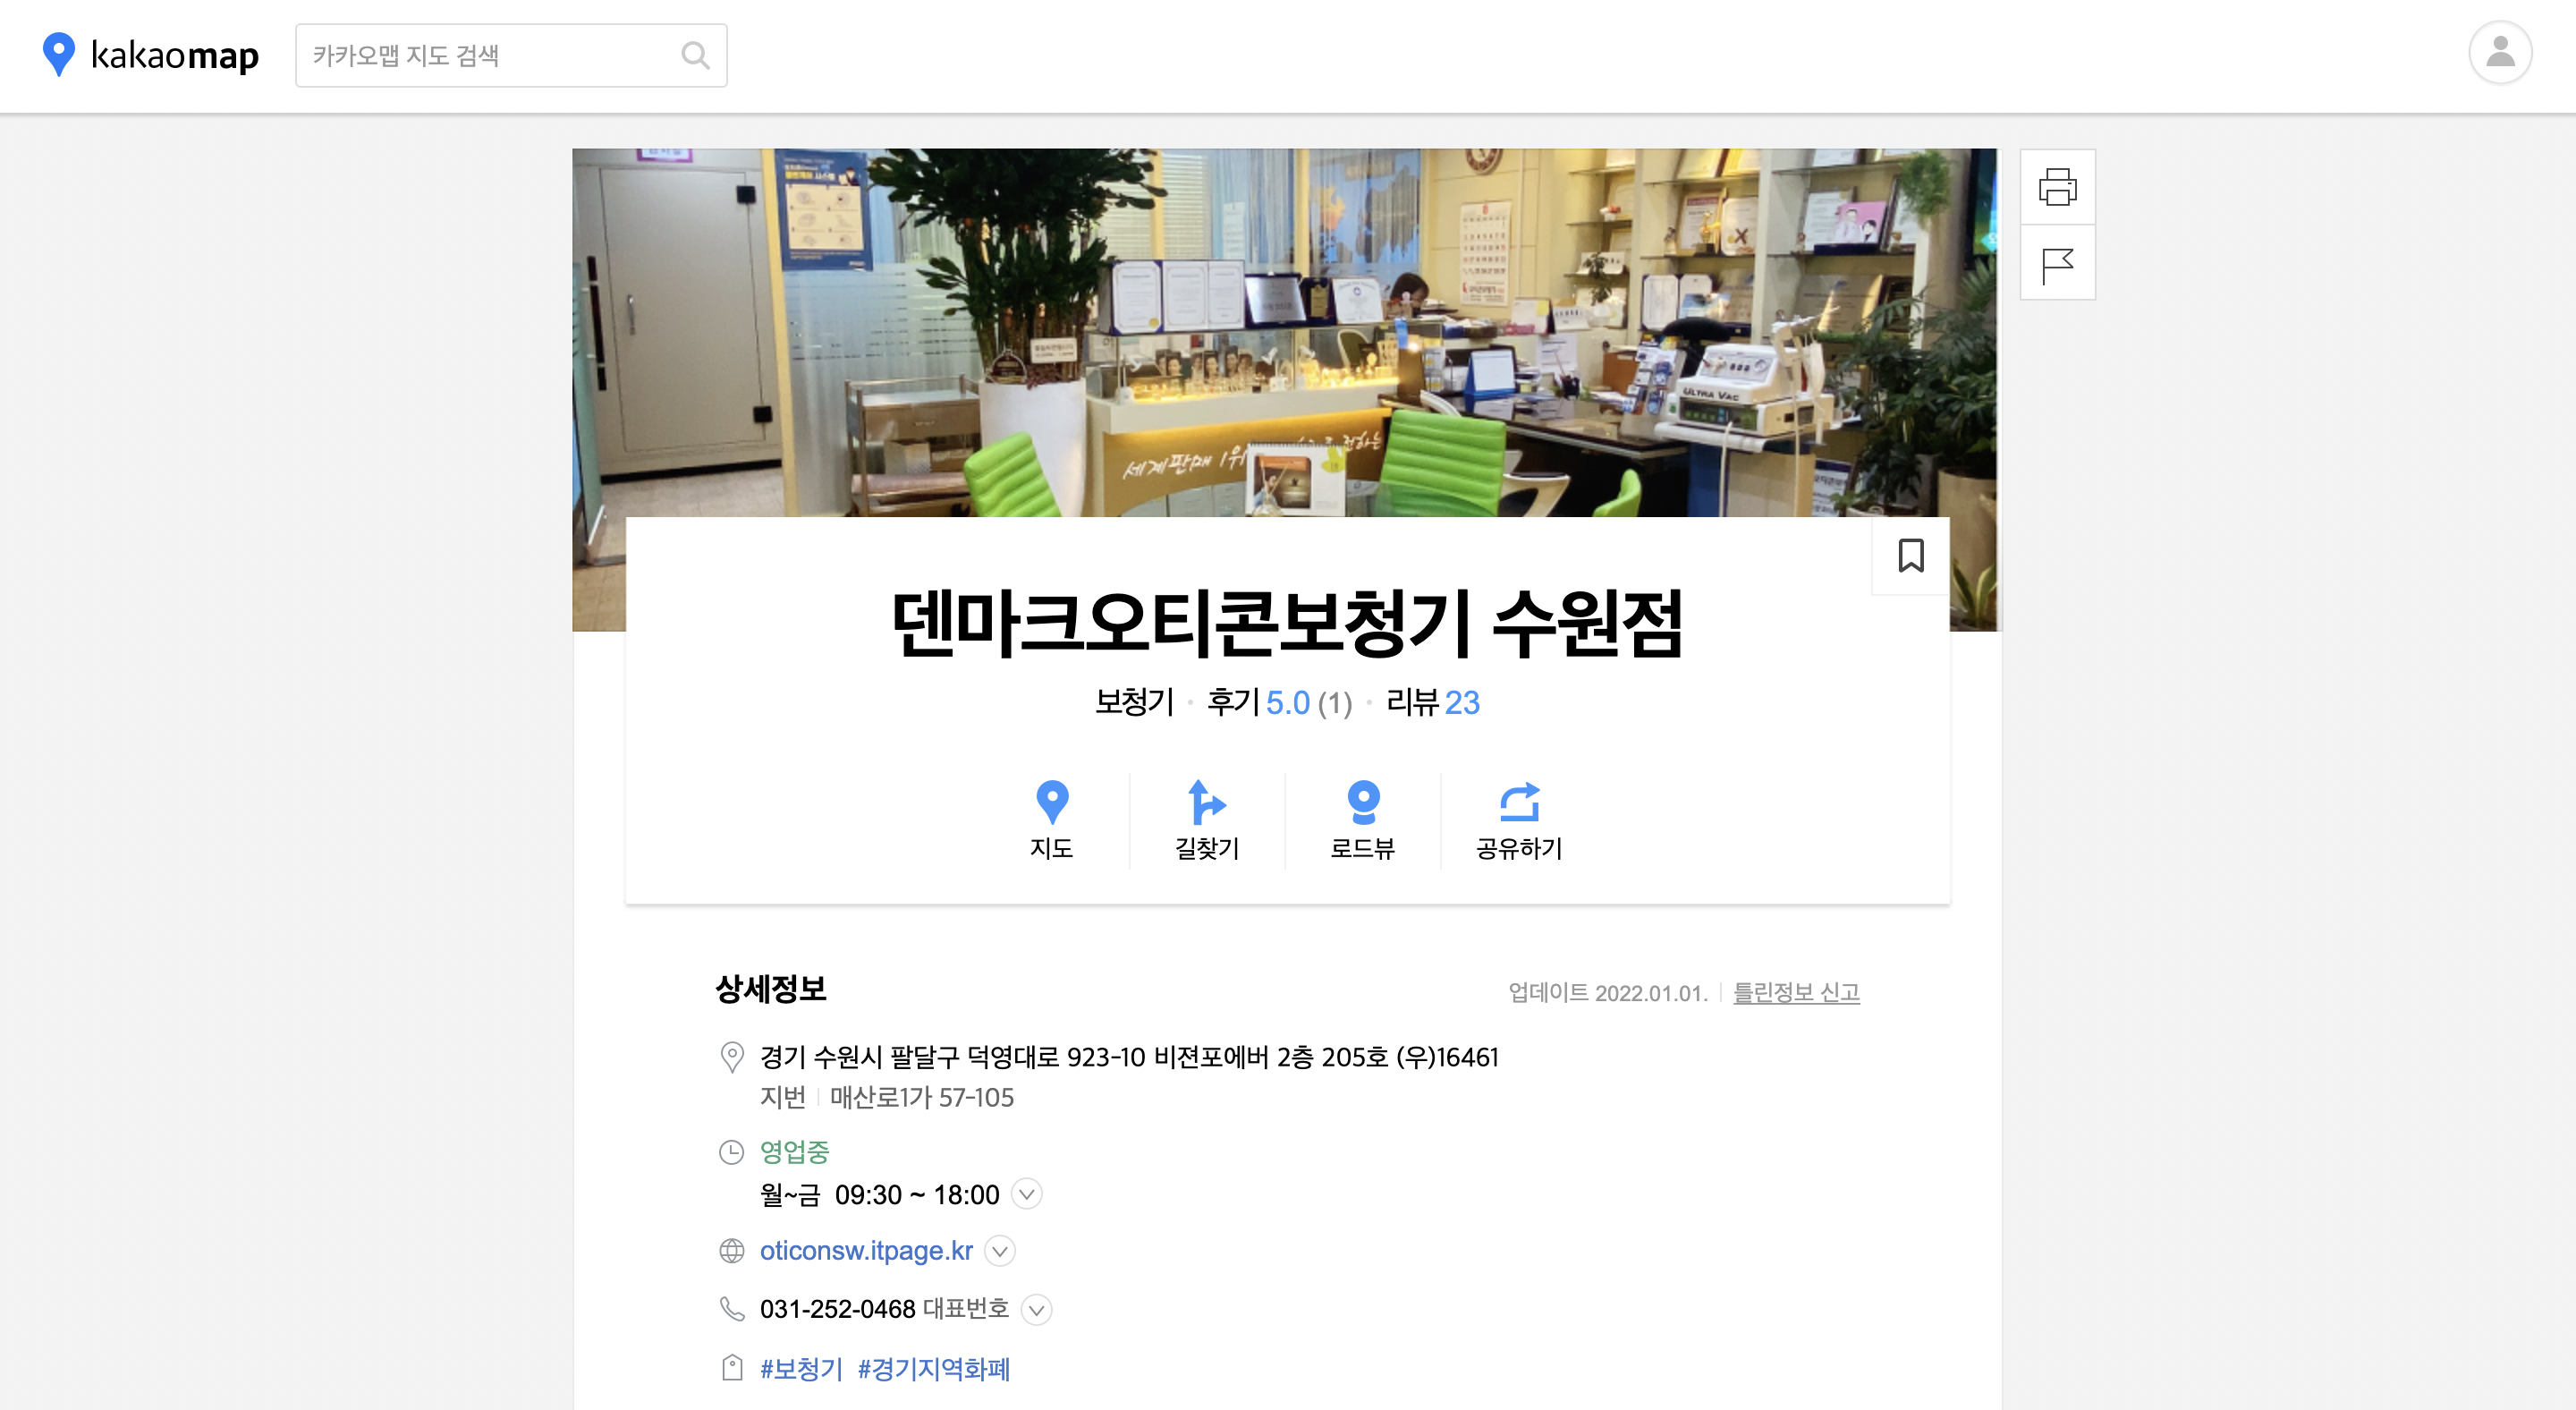 kakaomap
카카오맵 지도 검색
ULTRA VAC
세계판매 1위
전하는
덴마크오티콘보청기 수원점
보청기 · 후기 5.0 (1) · 리뷰 23
지도
길찾기
로드뷰
공유하기
상세정보
업데이트 2022.01.01. 틀린정보 신고
경기 수원시 팔달구 덕영대로 923-10 비젼포에버 2층 205호 (우)16461
지번 매산로1가 57-105
영업중
월~금 09:30 ~ 18:00
oticonsw.itpage.kr
031-252-0468 대표번호
#보청기 #경기지역화폐